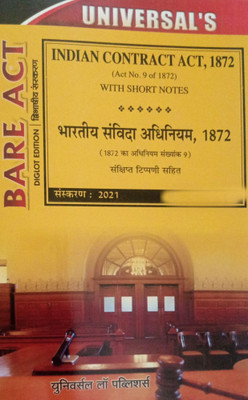 UNIVERSAL'S
BARE ACT
DIGLOT EDITION | द्विभाषीय संस्करण
INDIAN CONTRACT ACT, 1872
(Act No. 9 of 1872)
WITH SHORT NOTES
भारतीय संविदा अधिनियम, 1872
(1872 का अधिनियम संख्यांक 9)
संक्षिप्त टिप्पणी सहित
संस्करण : 2021
युनिवर्सल लॉ पब्लिशर्स